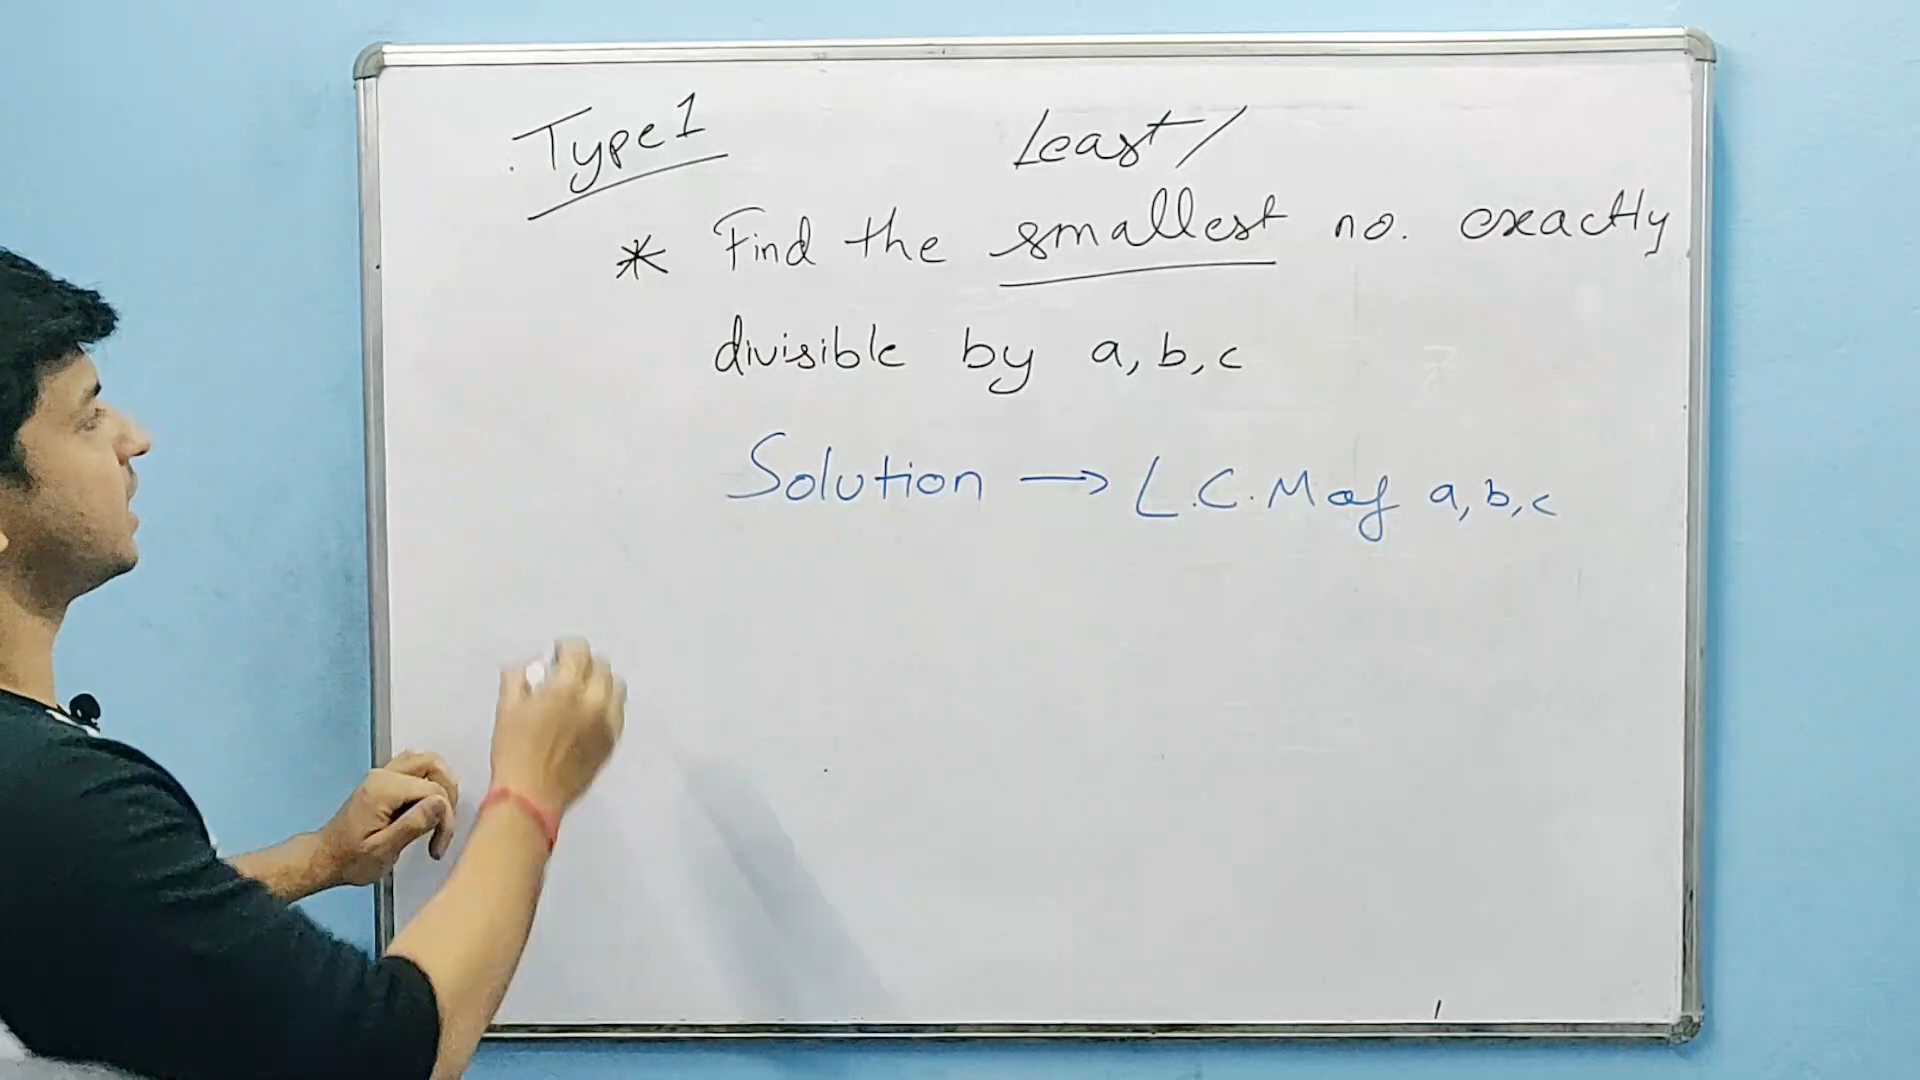 Type 1
Least/
* Find the smallest no. exactly
divisible by a, b, c
Solution → L.C.M of a, b, c